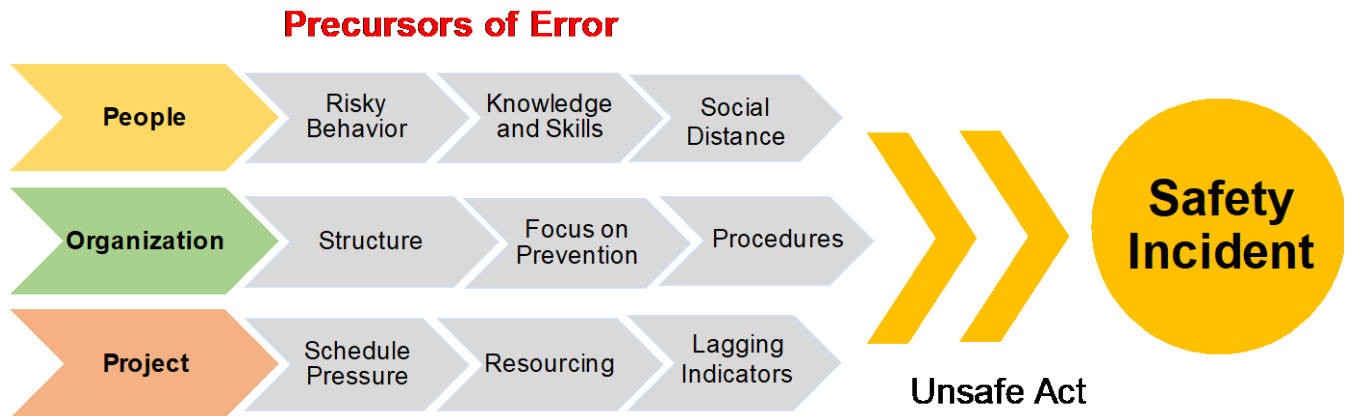 Precursors of Error
People
Risky
Behavior
Knowledge
and Skills
Social
Distance
Organization
Structure
Focus on
Prevention
Procedures
Project
Schedule
Pressure
Resourcing
Lagging
Indicators
Unsafe Act
Safety
Incident